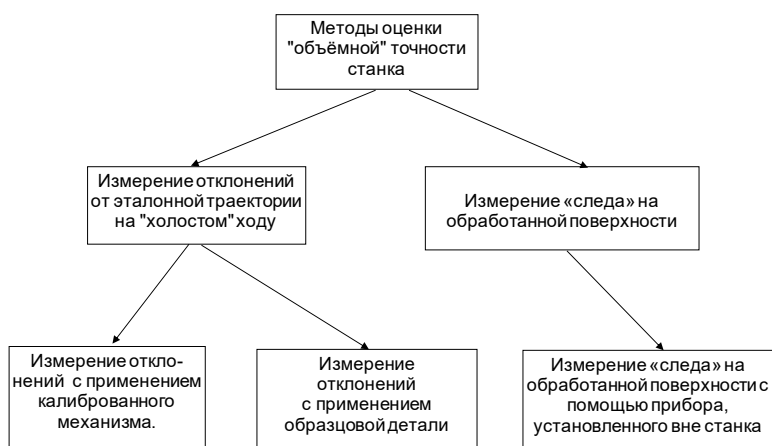 Методы оценки
"объёмной" точности
станка
Измерение отклонений
от эталонной траектории
на "холостом" ходу
Измерение «следа» на
обработанной поверхности
Измерение откло-
нений с применением
калиброванного
механизма.
Измерение
отклонений
с применением
образцовой детали
Измерение «следа» на
обработанной поверхности с
помощью прибора,
установленного вне станка